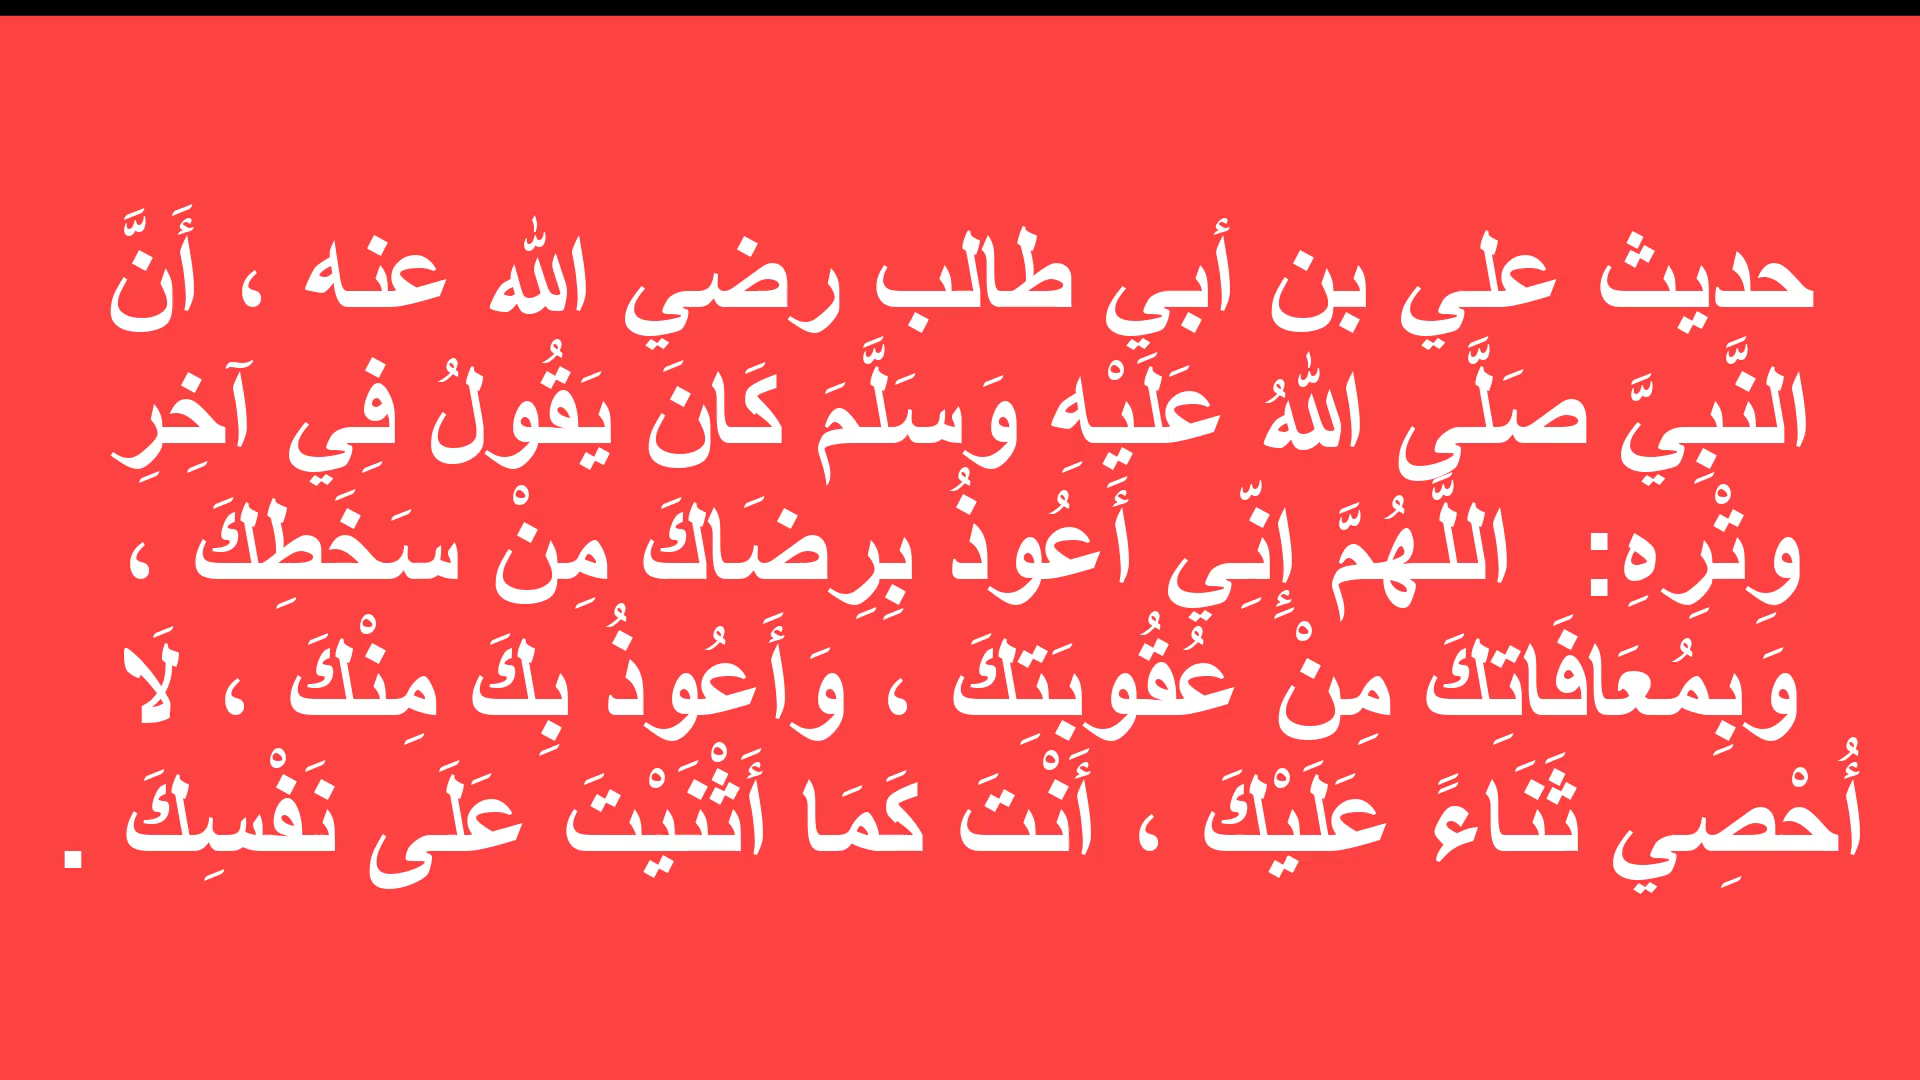 حديث علي بن أبي طالب رضي الله عنه ، أَنَّ
النَّبِيَّ صَلَّى اللهُ عَلَيْهِ وَسَلَّمَ كَانَ يَقُولُ فِي آخِرِ
وِتْرِهِ: اللَّهُمَّ إِنِّي أَعُوذُ بِرِضَاكَ مِنْ سَخَطِكَ ،
وَبِمُعَافَاتِكَ مِنْ عُقُوبَتِكَ ، وَأَعُوذُ بِكَ مِنْكَ ، لَا
أُحْصِي ثَنَاءً عَلَيْكَ ، أَنْتَ كَمَا أَثْنَيْتَ عَلَى نَفْسِكَ .